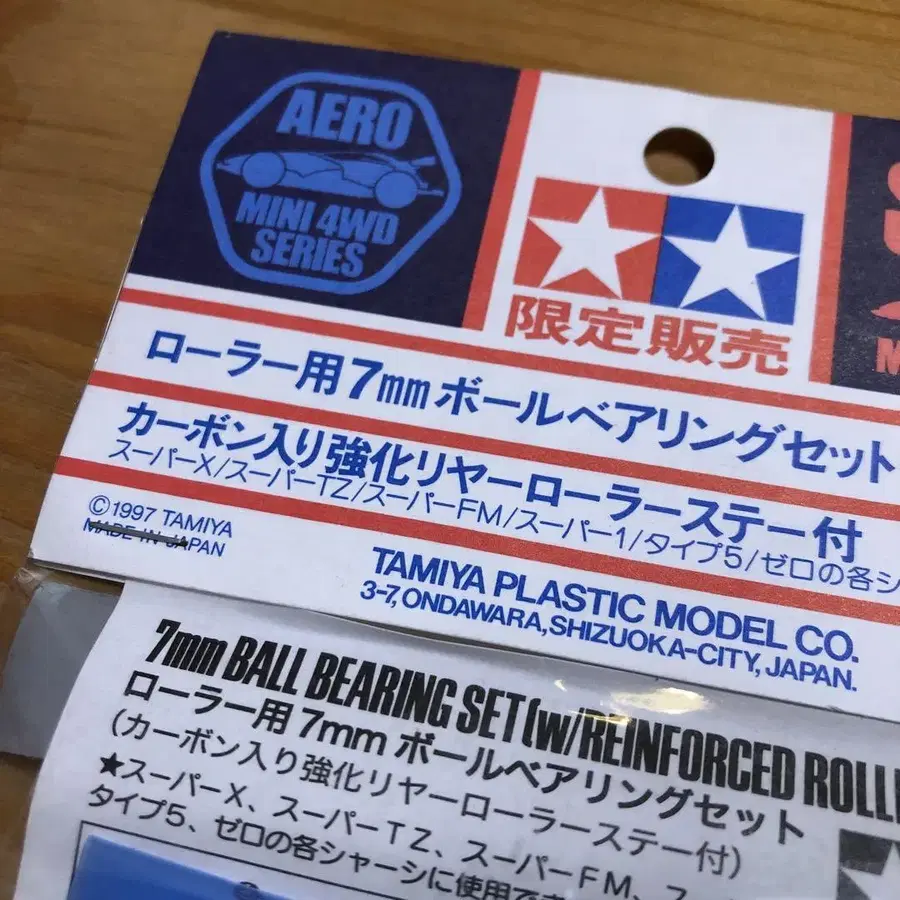 AERO
MINI 4WD
SERIES
限定販売
ローラー用7mmボールベアリングセット
カーボン入り強化リヤーローラーステー付
スーパーX/スーパーTZ/スーパーFM/スーパー1/タイプ5/ゼロの各シャー
©1997 TAMIYA
MADE IN JAPAN
TAMIYA PLASTIC MODEL CO.
3-7, ONDAWARA, SHIZUOKA-CITY, JAPAN.
7mm BALL BEARING SET (w/REINFORCED ROLL
ローラー用7mmボールベアリングセット
(カーボン入り強化リヤーローラーステー付)
★スーパーX、スーパーTZ、スーパーFM、ス
タイプ5、ゼロの各シャーシに使用でき